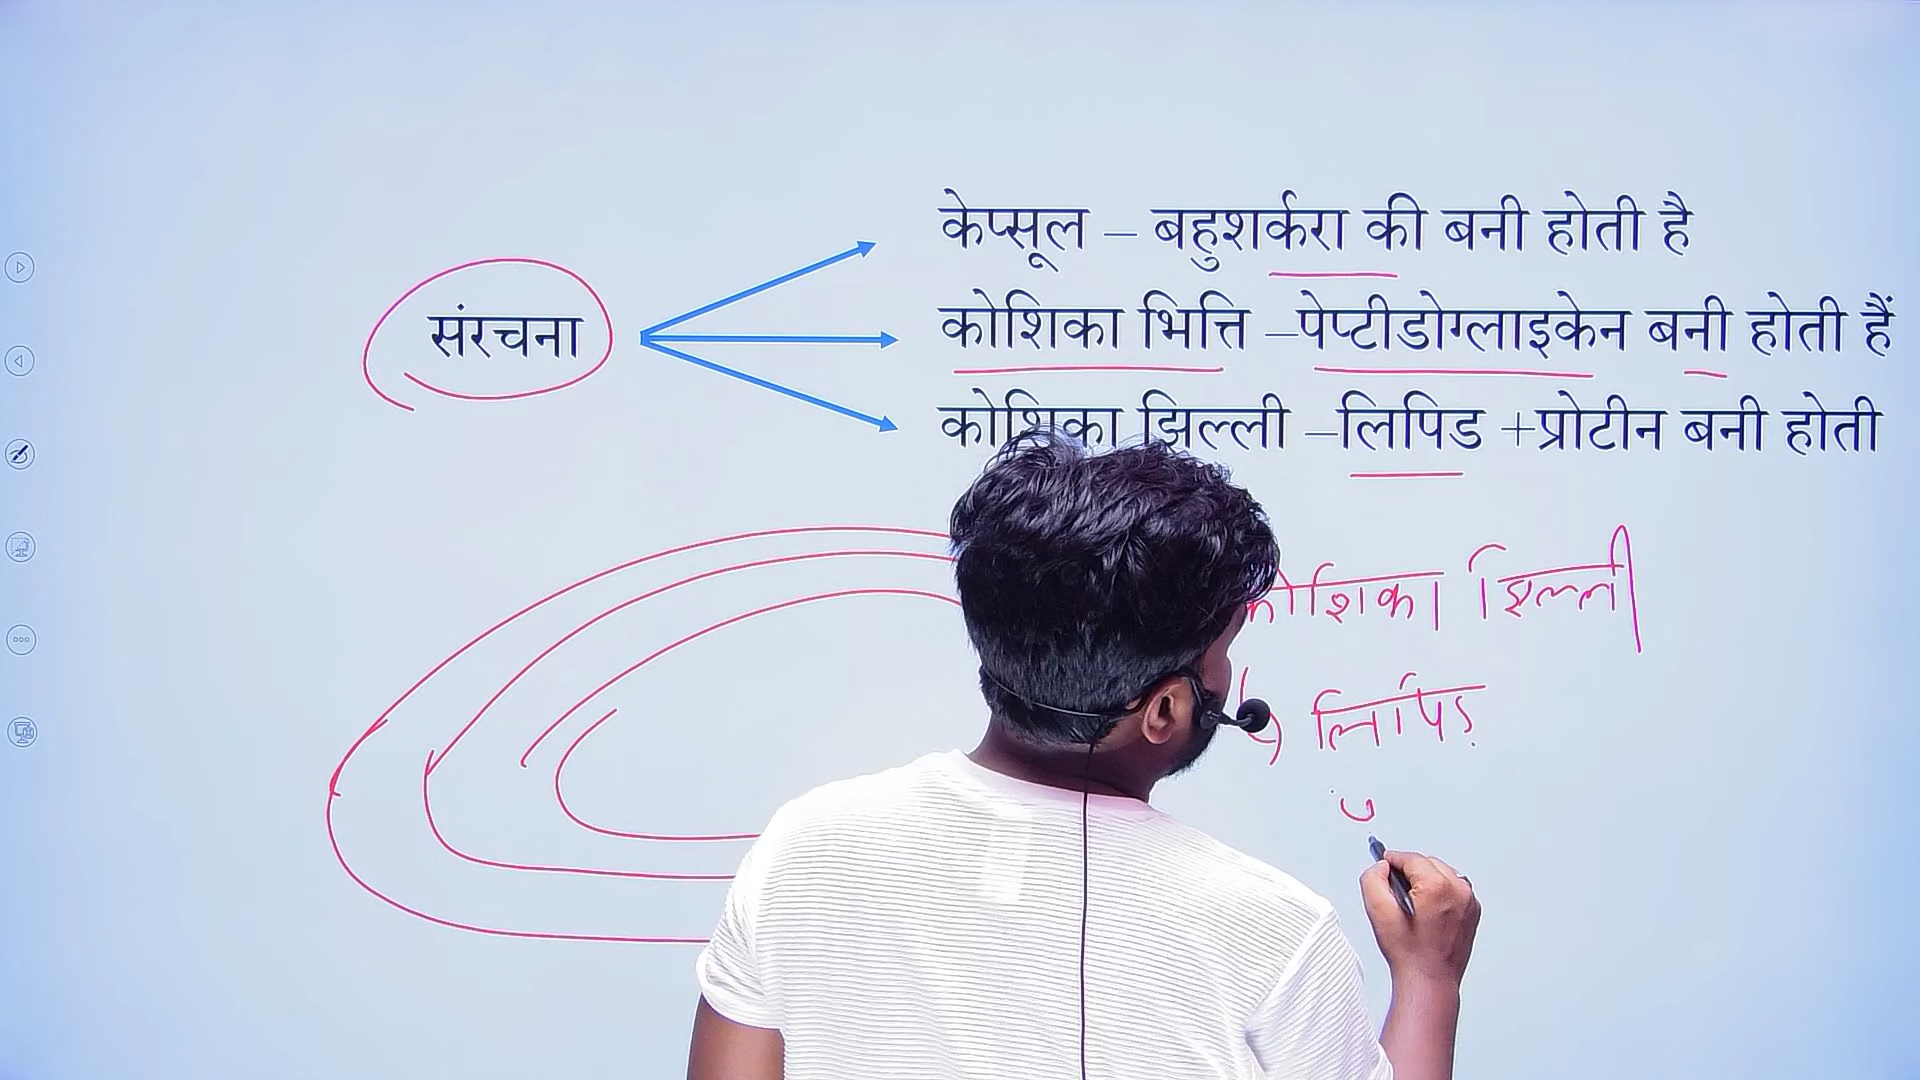 केप्सूल – बहुशर्करा की बनी होती है
संरचना
कोशिका भित्ति –पेप्टीडोग्लाइकेन बनी होती हैं
कोशिका झिल्ली –लिपिड +प्रोटीन बनी होती
कोशिका झिल्ली
लिपिड